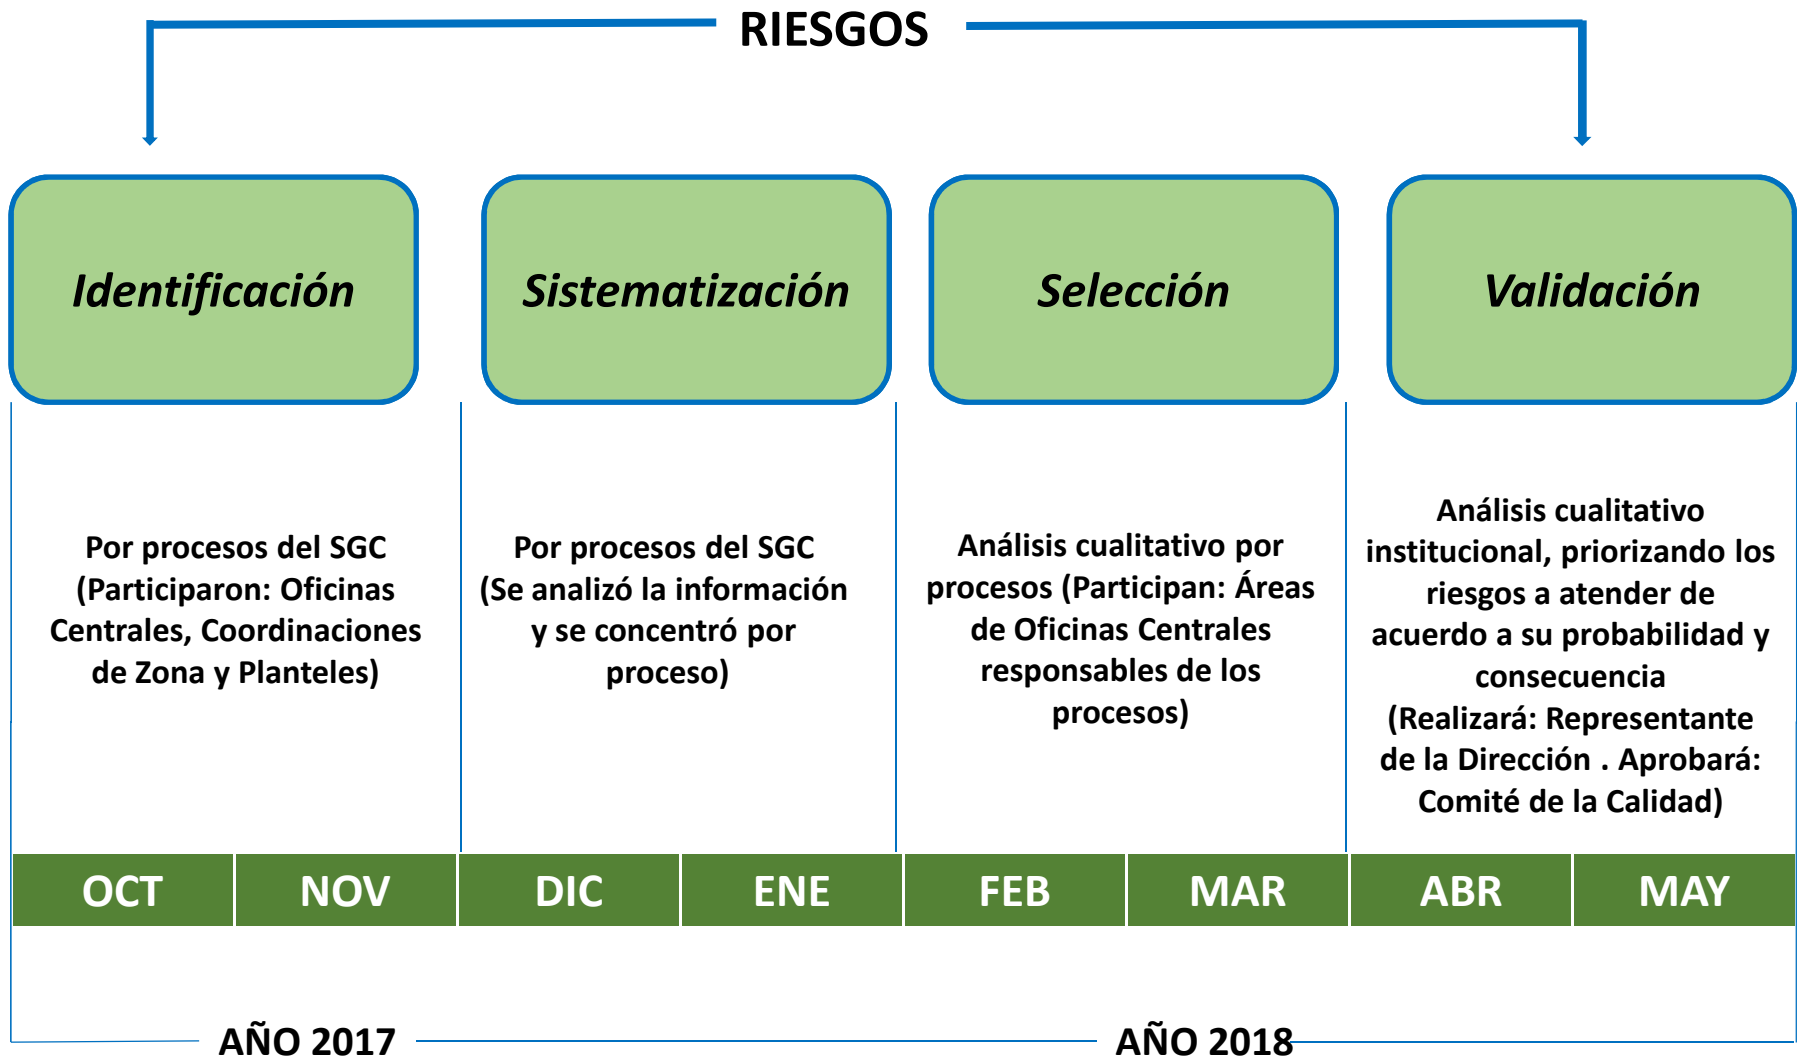 RIESGOS
Identificación
Sistematización
Selección
Validación
Por procesos del SGC
(Participaron: Oficinas
Centrales, Coordinaciones
de Zona y Planteles)
Por procesos del SGC
(Se analizó la información
y se concentró por
proceso)
Análisis cualitativo por
procesos (Participan: Áreas
de Oficinas Centrales
responsables de los
procesos)
Análisis cualitativo
institucional, priorizando los
riesgos a atender de
acuerdo a su probabilidad y
consecuencia
(Realizará: Representante
de la Dirección . Aprobará:
Comité de la Calidad)
OCT
NOV
DIC
ENE
FEB
MAR
ABR
MAY
AÑO 2017
AÑO 2018